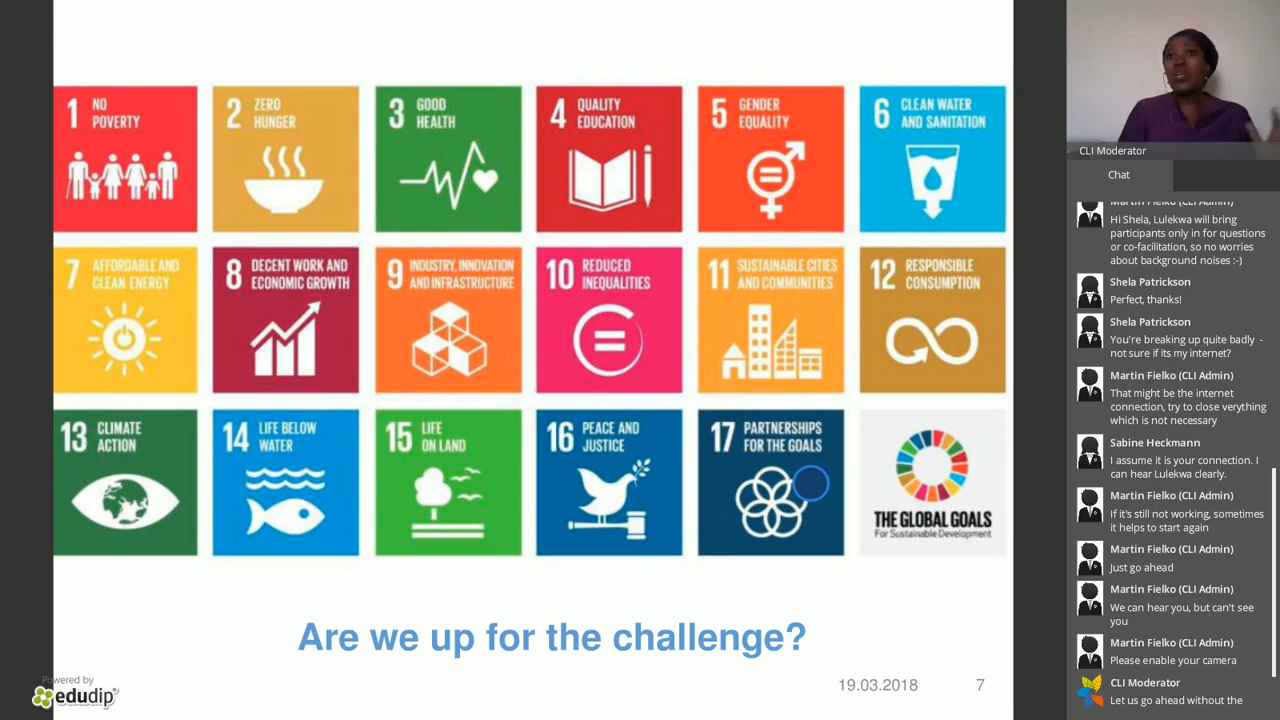 1 NO
POVERTY
2 ZERO
HUNGER
3 GOOD
HEALTH
4 QUALITY
EDUCATION
5 GENDER
EQUALITY
6 CLEAN WATER
AND SANITATION
7 AFFORDABLE AND
CLEAN ENERGY
8 DECENT WORK AND
ECONOMIC GROWTH
9 INDUSTRY, INNOVATION
AND INFRASTRUCTURE
10 REDUCED
INEQUALITIES
11 SUSTAINABLE CITIES
AND COMMUNITIES
12 RESPONSIBLE
CONSUMPTION
13 CLIMATE
ACTION
14 LIFE BELOW
WATER
15 LIFE
ON LAND
16 PEACE AND
JUSTICE
17 PARTNERSHIPS
FOR THE GOALS
THE GLOBAL GOALS
For Sustainable Development
Are we up for the challenge?
19.03.2018
7
Powered by
edudip
CLI Moderator
Chat
Martin Fielko (CLI Admin)
Hi Shela, Lulekwa will bring
participants only in for questions
or co-facilitation, so no worries
about background noises :-)
Shela Patrickson
Perfect, thanks!
Shela Patrickson
You're breaking up quite badly -
not sure if its my internet?
Martin Fielko (CLI Admin)
That might be the internet
connection, try to close verything
which is not necessary
Sabine Heckmann
I assume it is your connection. I
can hear Lulekwa clearly.
Martin Fielko (CLI Admin)
If it's still not working, sometimes
it helps to start again
Martin Fielko (CLI Admin)
Just go ahead
Martin Fielko (CLI Admin)
We can hear you, but can't see
you
Martin Fielko (CLI Admin)
Please enable your camera
CLI Moderator
Let us go ahead without the